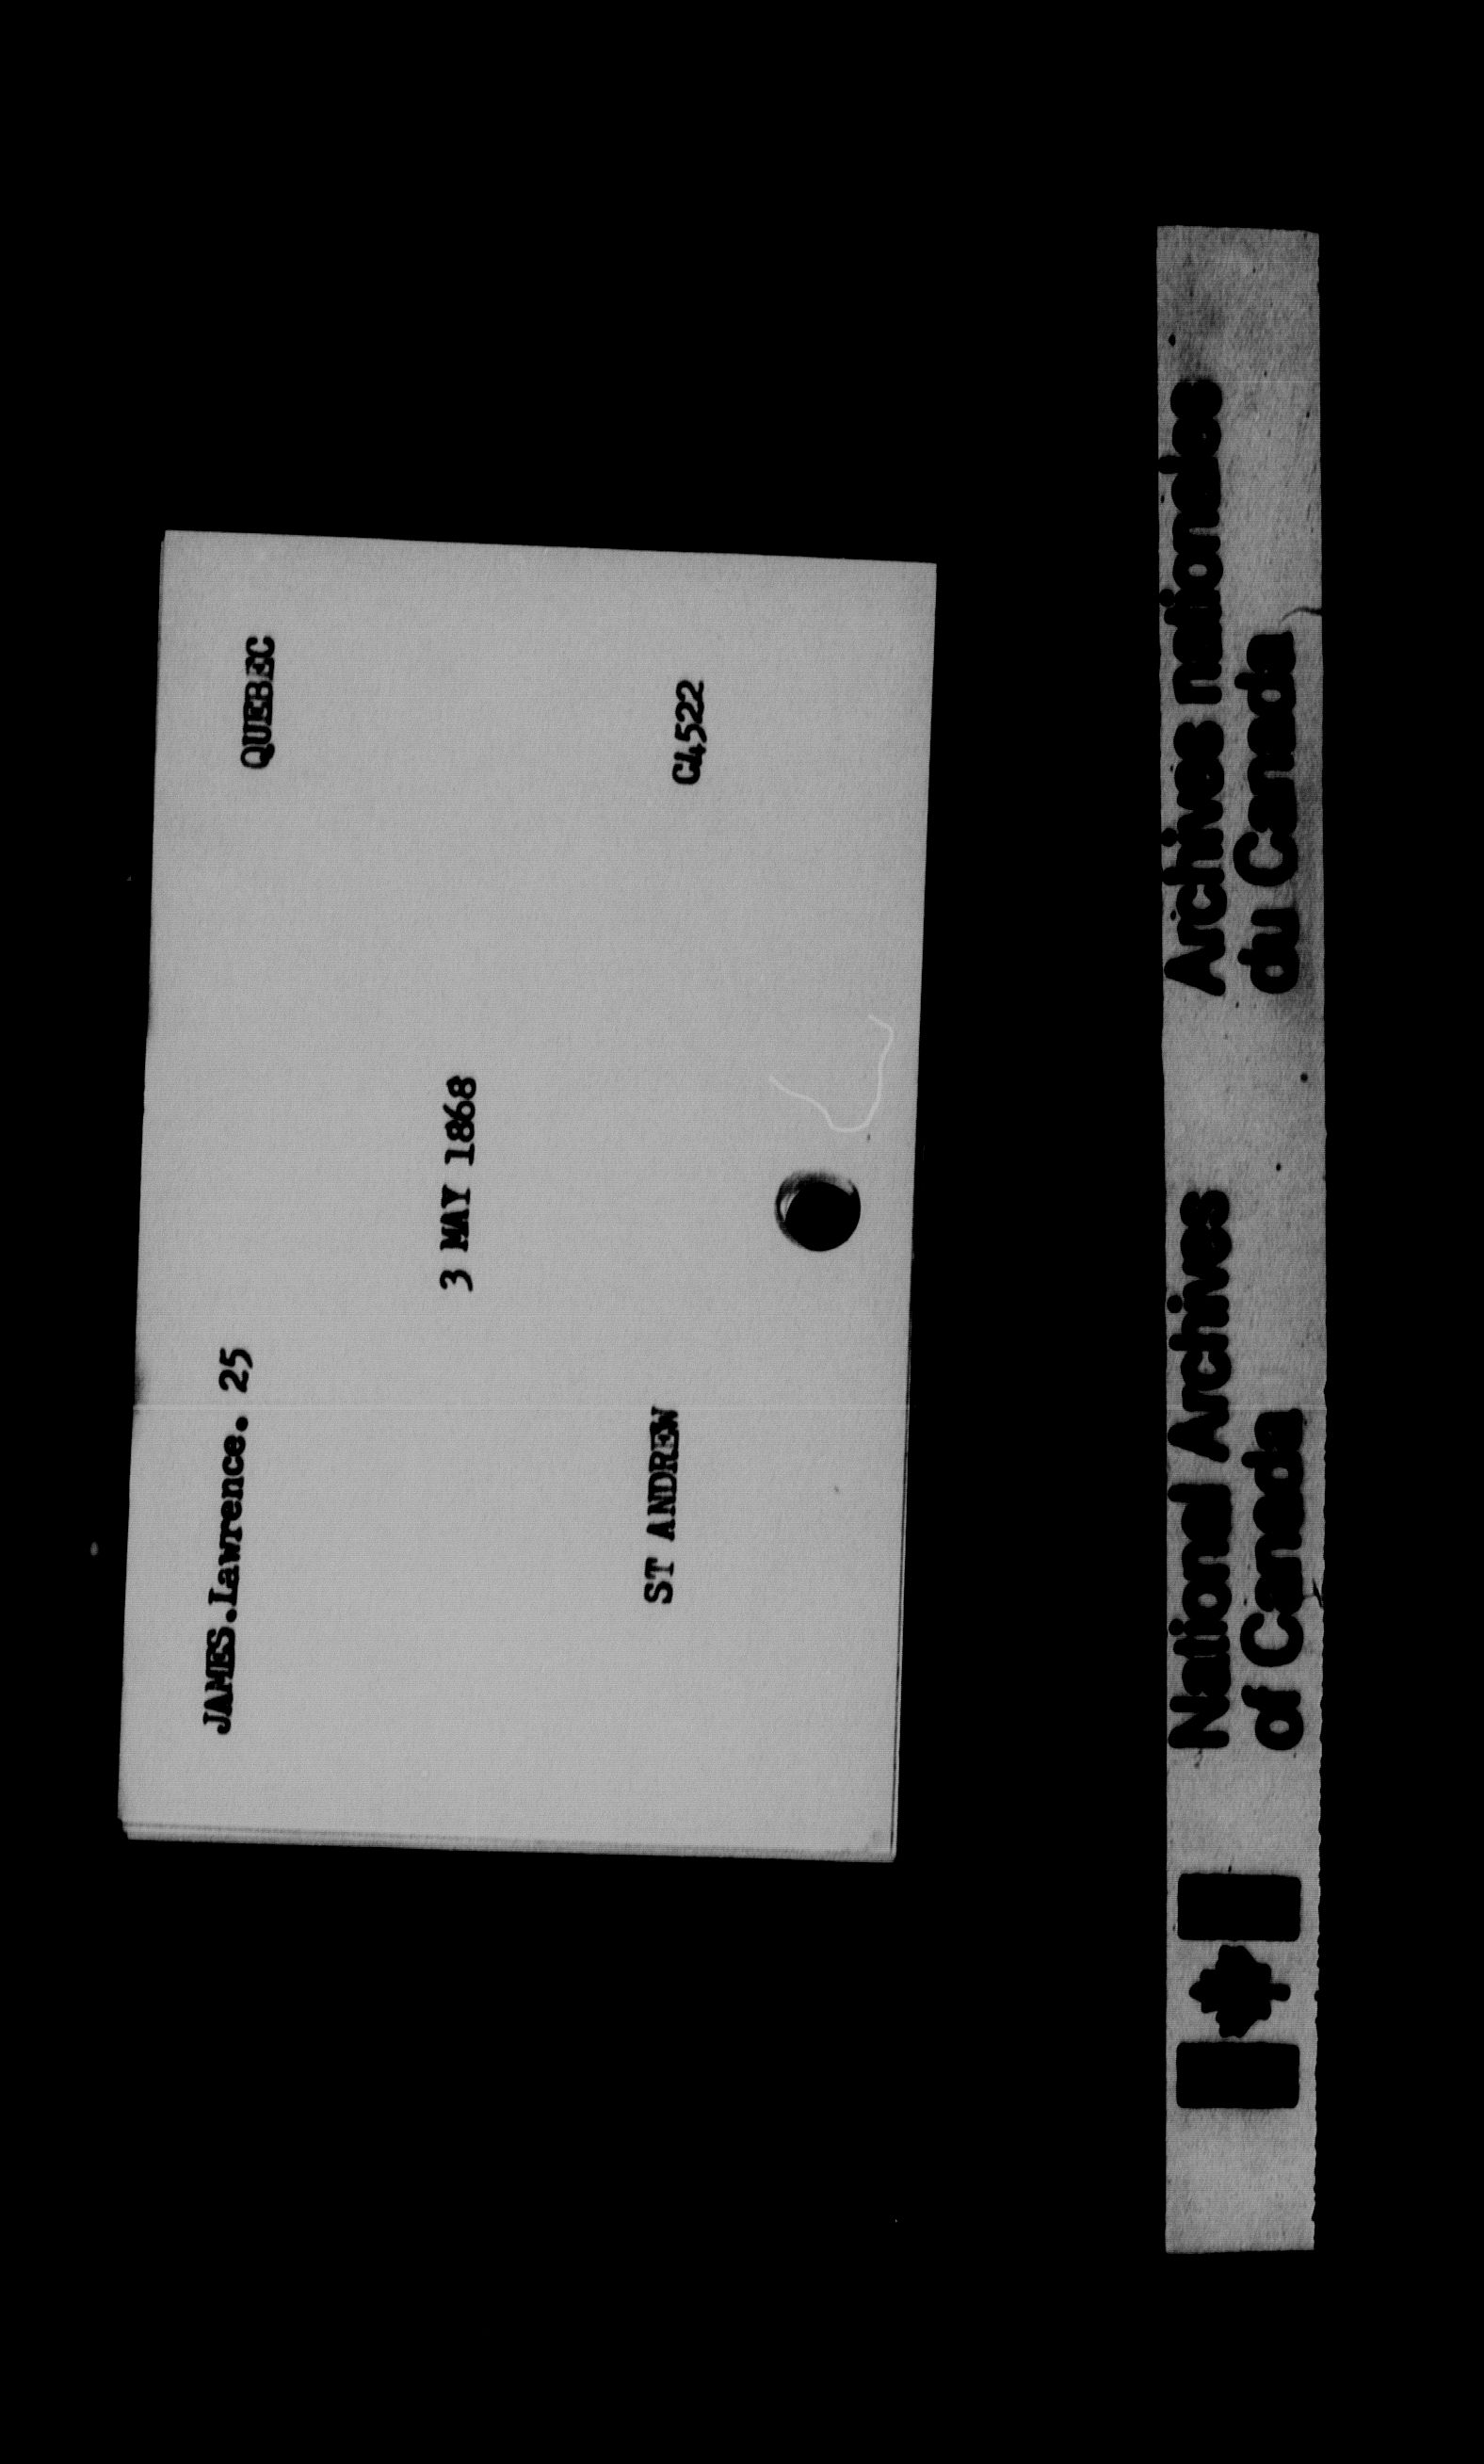 JAMES.Lawrence. 25 QUEBEC
3 MAY 1868
ST ANDREW C4522
National Archives
of Canada
Archives nationales
du Canada